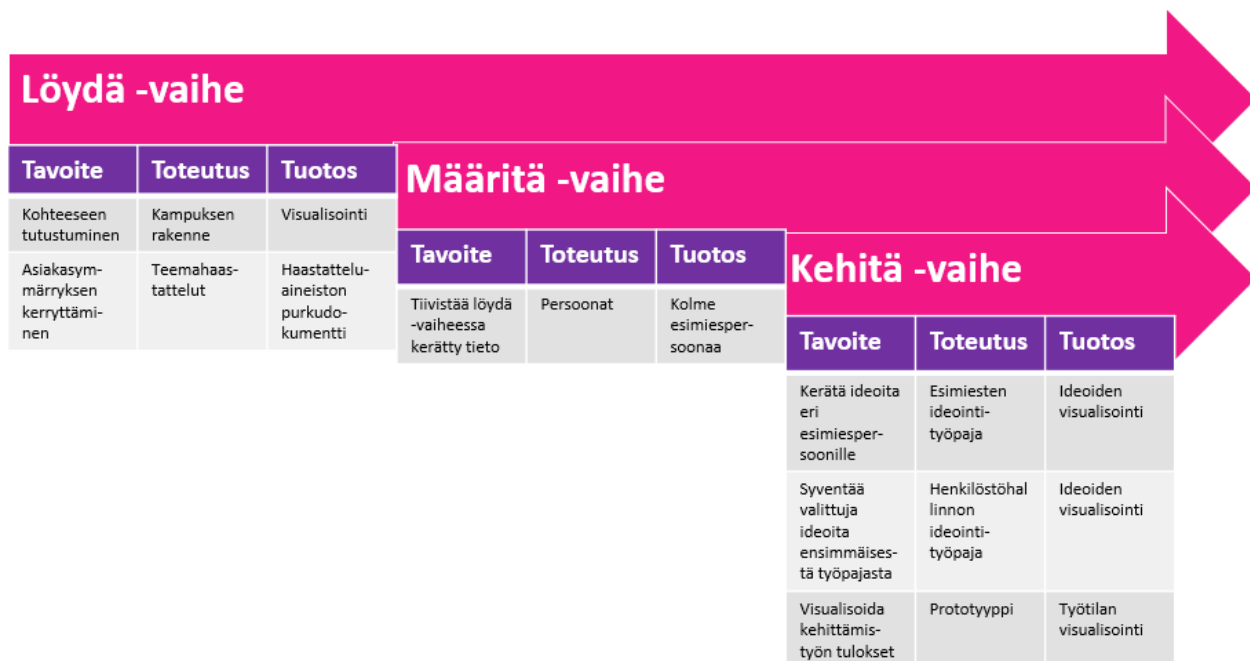 Löydä -vaihe
Tavoite Toteutus Tuotos
Kohteeseen
tutustuminen
Kampuksen
rakenne
Visualisointi
Asiakasym-
märryksen
kerryttämi-
nen
Teemahaas-
tattelut
Haastattelu-
aineiston
purkudo-
kumentti
Määritä -vaihe
Tavoite Toteutus Tuotos
Tiivistää löydä
-vaiheessa
kerätty tieto
Persoonat
Kolme
esimiesper-
soonaa
Kehitä -vaihe
Tavoite Toteutus Tuotos
Kerätä ideoita
eri
esimiesper-
soonille
Esimiesten
ideointi-
työpaja
Ideoiden
visualisointi
Syventää
valittuja
ideoita
ensimmäises-
tä työpajasta
Henkilöstöhal
linnon
ideointi-
työpaja
Ideoiden
visualisointi
Visualisoida
kehittämis-
työn tulokset
Prototyyppi
Työtilan
visualisointi